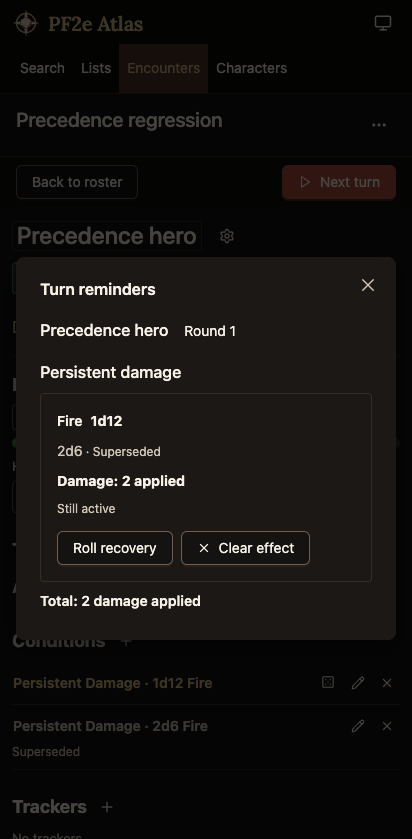 PF2e Atlas
Search Lists Encounters Characters
Precedence regression
Back to roster Next turn
Precedence hero
Turn reminders
Precedence hero Round 1
Persistent damage
Fire 1d12
2d6 · Superseded
Damage: 2 applied
Still active
Roll recovery Clear effect
Total: 2 damage applied
Conditions
Persistent Damage · 1d12 Fire
Persistent Damage · 2d6 Fire
Superseded
Trackers
No trackers